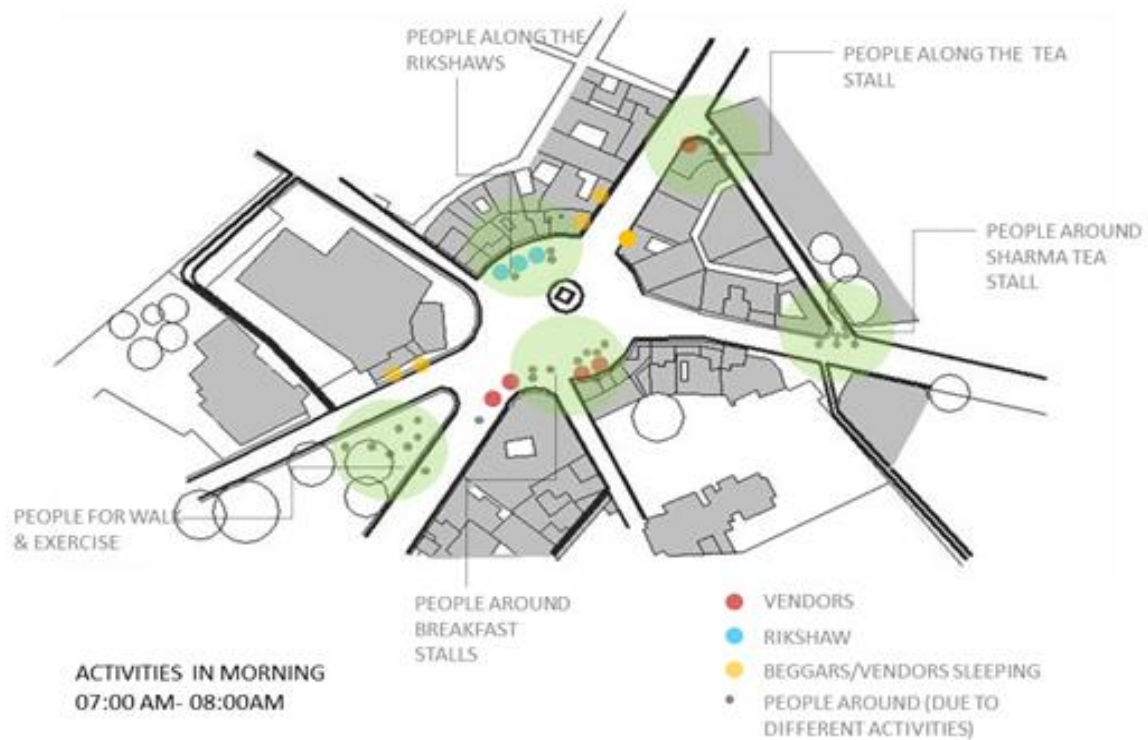 PEOPLE ALONG THE
RIKSHAWS
PEOPLE ALONG THE TEA
STALL
PEOPLE AROUND
SHARMA TEA
STALL
PEOPLE FOR WALK
& EXERCISE
PEOPLE AROUND
BREAKFAST
STALLS
VENDORS
RIKSHAW
BEGGARS/VENDORS SLEEPING
PEOPLE AROUND (DUE TO
DIFFERENT ACTIVITIES)
ACTIVITIES IN MORNING
07:00 AM- 08:00AM